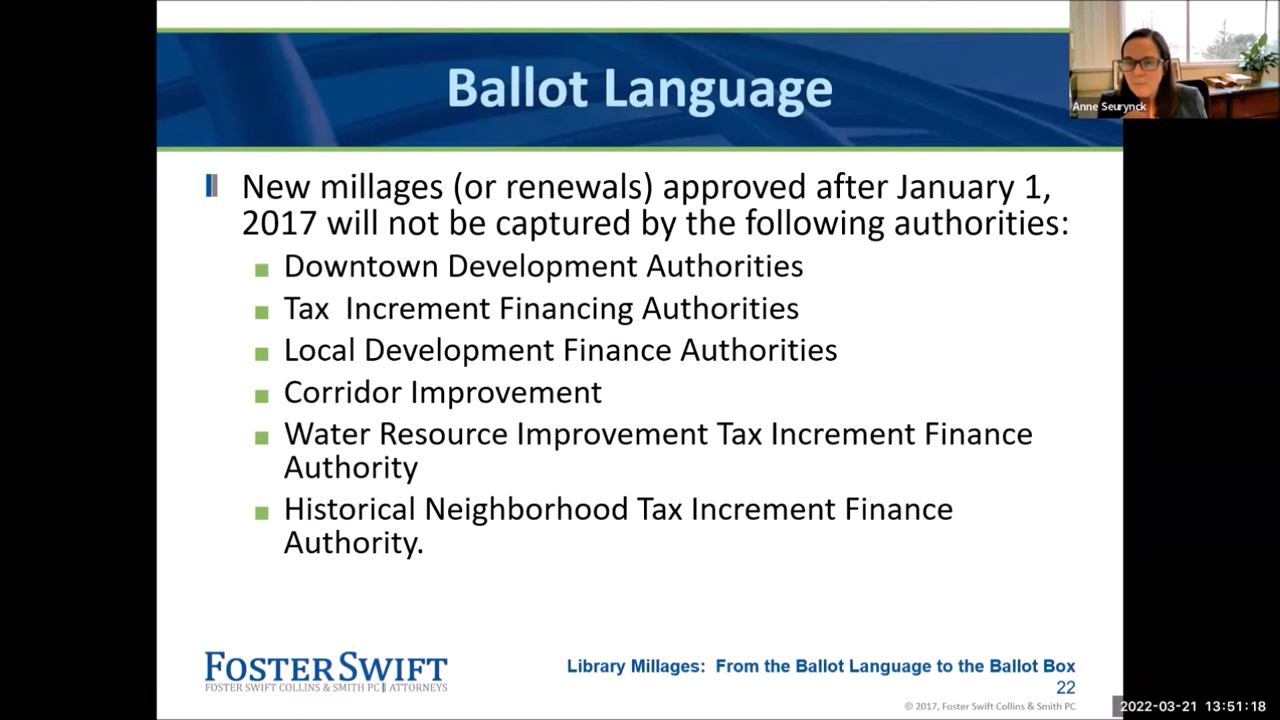 Ballot Language
Anne Seurynck
New millages (or renewals) approved after January 1,
2017 will not be captured by the following authorities:
Downtown Development Authorities
Tax Increment Financing Authorities
Local Development Finance Authorities
Corridor Improvement
Water Resource Improvement Tax Increment Finance
Authority
Historical Neighborhood Tax Increment Finance
Authority.
FOSTER SWIFT
FOSTER SWIFT COLLINS & SMITH PC || ATTORNEYS
Library Millages: From the Ballot Language to the Ballot Box
22
© 2017, Foster Swift Collins & Smith PC
2022-03-21 13:51:18